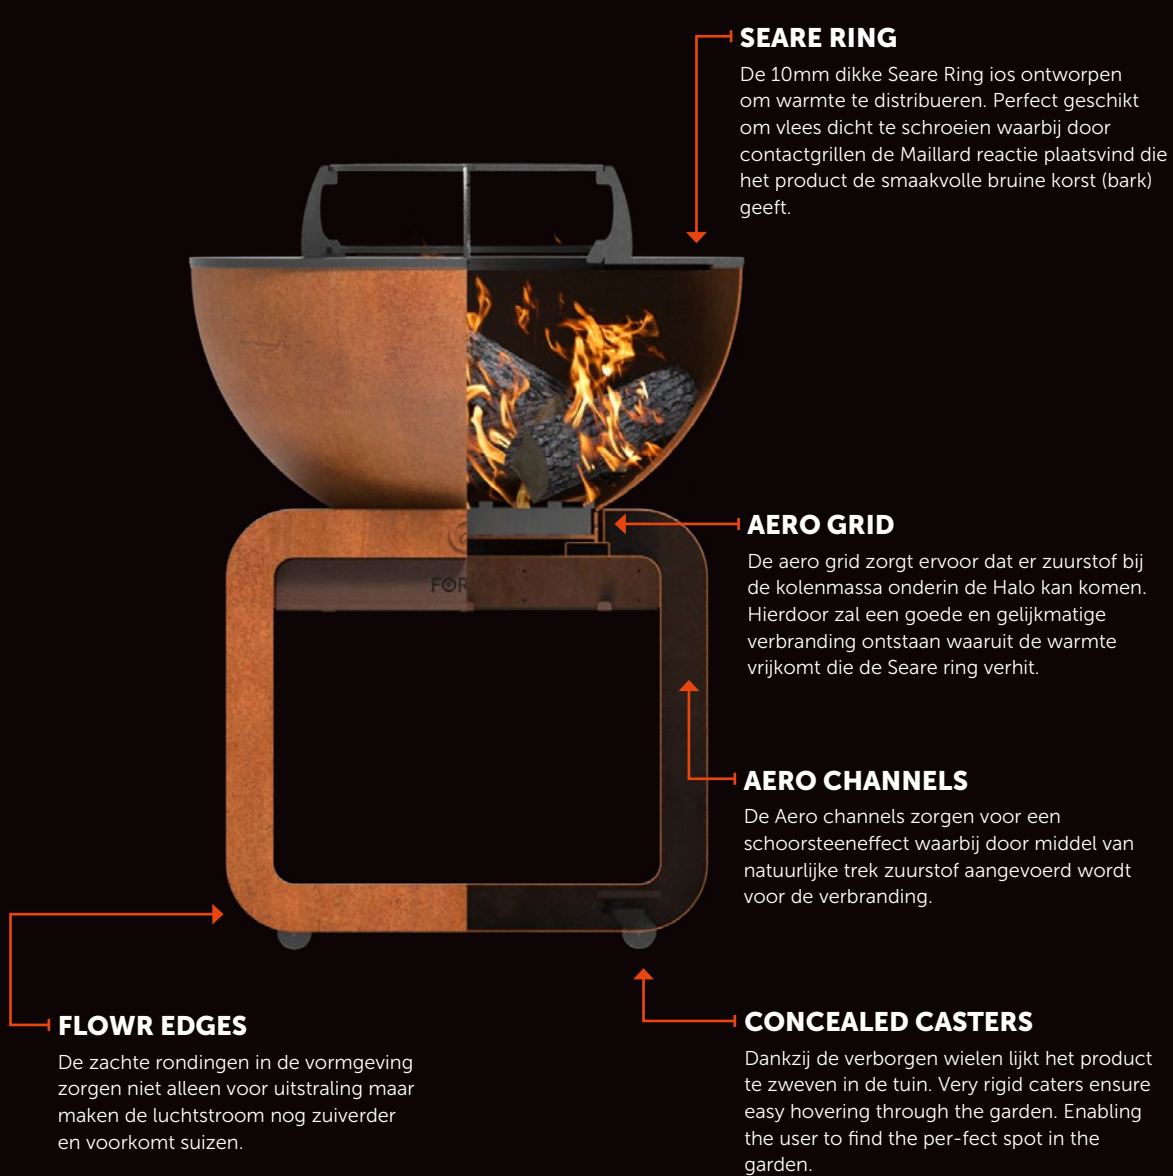 SEARE RING
De 10mm dikke Seare Ring ios ontworpen
om warmte te distribueren. Perfect geschikt
om vlees dicht te schroeien waarbij door
contactgrillen de Maillard reactie plaatsvind die
het product de smaakvolle bruine korst (bark)
geeft.
AERO GRID
De aero grid zorgt ervoor dat er zuurstof bij
de kolenmassa onderin de Halo kan komen.
Hierdoor zal een goede en gelijkmatige
verbranding ontstaan waaruit de warmte
vrijkomt die de Seare ring verhit.
FOR
AERO CHANNELS
De Aero channels zorgen voor een
schoorsteeneffect waarbij door middel van
natuurlijke trek zuurstof aangevoerd wordt
voor de verbranding.
FLOWR EDGES
De zachte rondingen in de vormgeving
zorgen niet alleen voor uitstraling maar
maken de luchtstroom nog zuiverder
en voorkomt suizen.
CONCEALED CASTERS
Dankzij de verborgen wielen lijkt het product
te zweven in de tuin. Very rigid caters ensure
easy hovering through the garden. Enabling
the user to find the per-fect spot in the
garden.